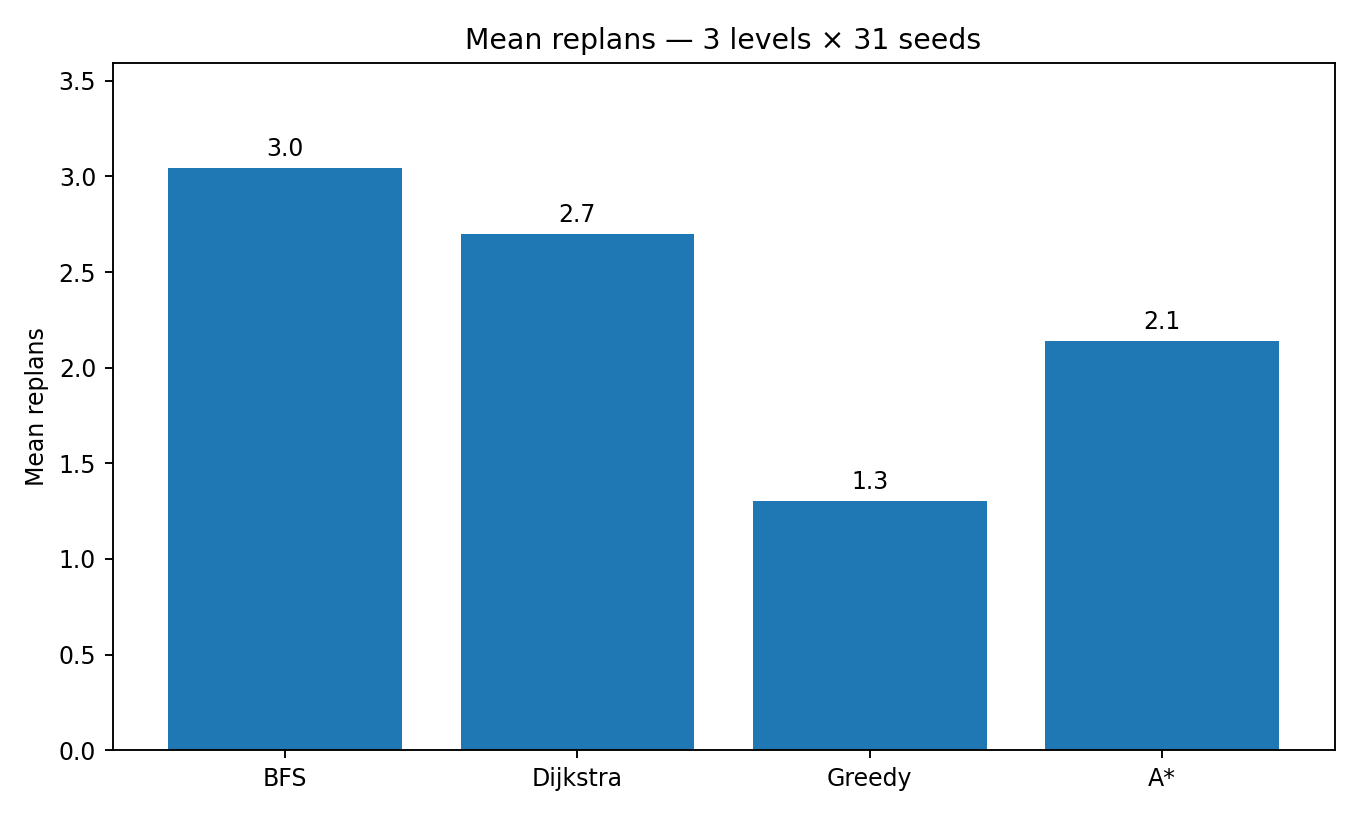 Mean replans — 3 levels × 31 seeds
Mean replans
3.5
3.0
2.5
2.0
1.5
1.0
0.5
0.0
3.0
2.7
1.3
2.1
BFS
Dijkstra
Greedy
A*